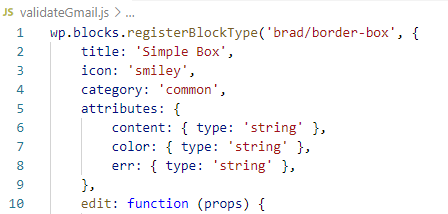 JS validateGmail.js > ...
1 wp.blocks.registerBlockType('brad/border-box', {
2 title: 'Simple Box',
3 icon: 'smiley',
4 category: 'common',
5 attributes: {
6 content: { type: 'string' },
7 color: { type: 'string' },
8 err: { type: 'string' },
9 },
10 edit: function (props) {